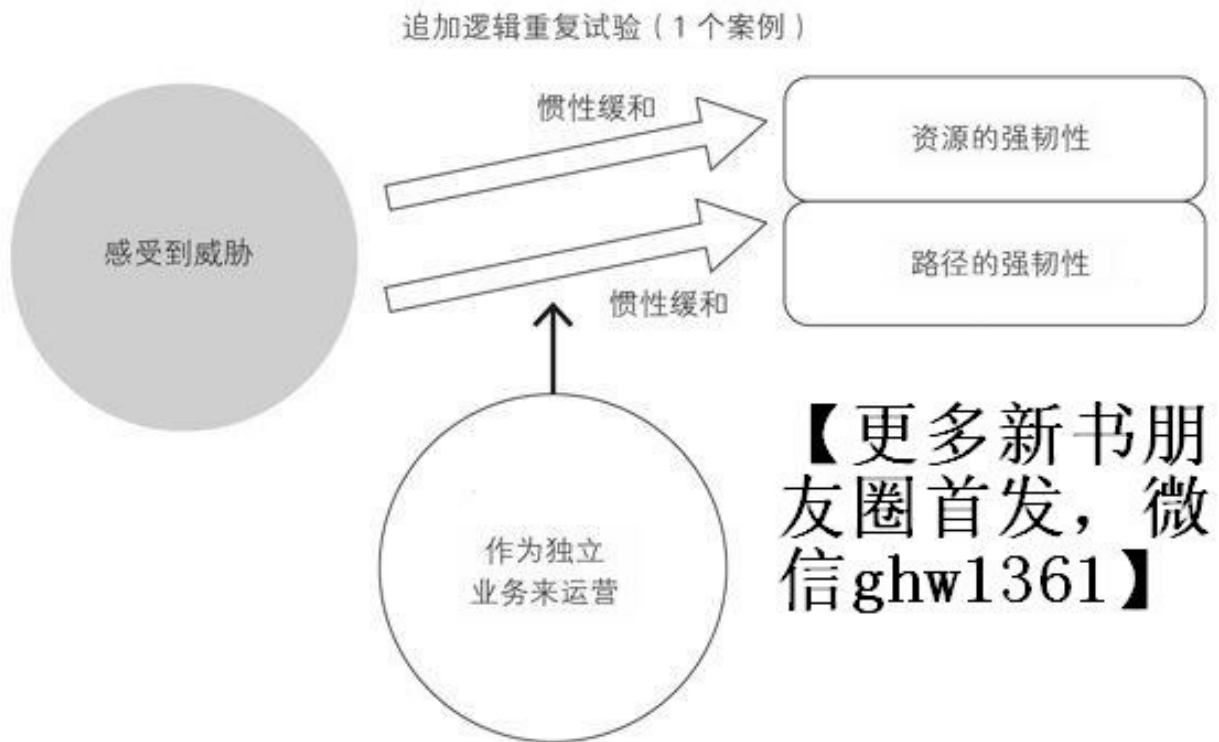 追加逻辑重复试验（1个案例）
惯性缓和
资源的强韧性
感受到威胁
路径的强韧性
惯性缓和
作为独立
业务来运营
【更多新书朋
友圈首发，微
信ghw1361】